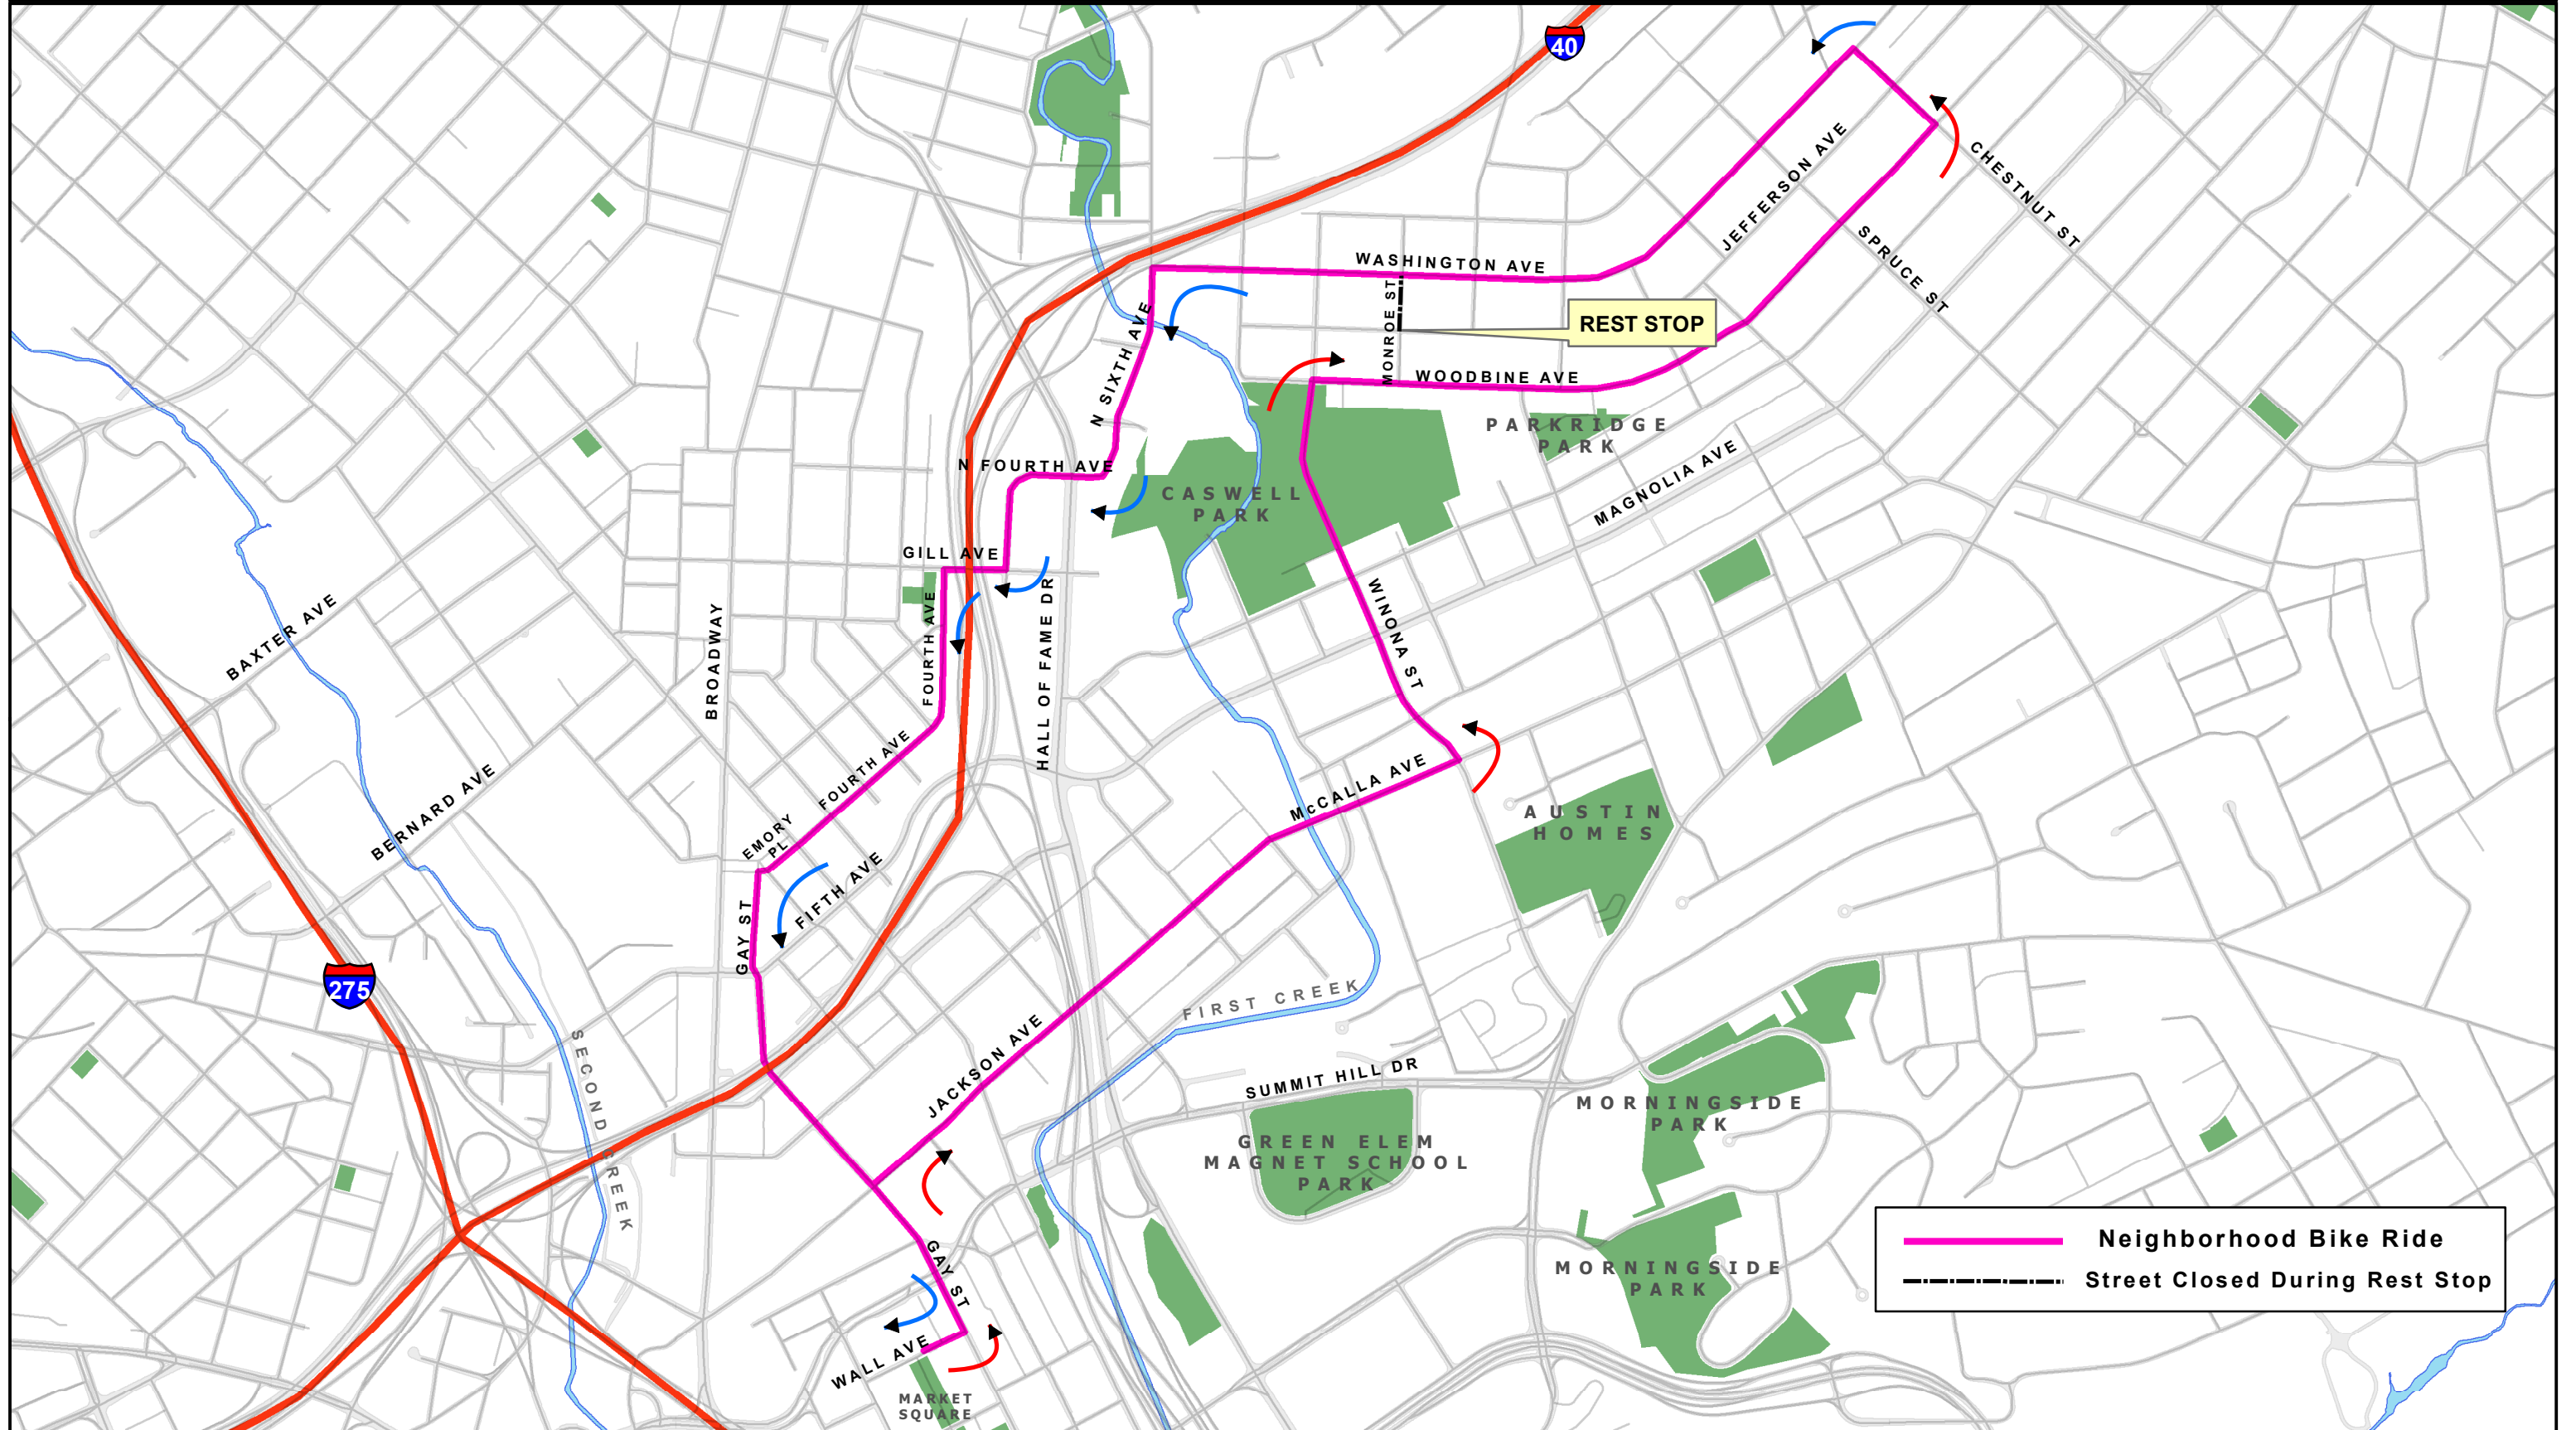 40
JEFFERSON AVE
CHESTNUT ST
SPRUCE ST
WASHINGTON AVE
MONROE ST
REST STOP
N SIXTH AVE
WOODBINE AVE
PARKRIDGE
PARK
MAGNOLIA AVE
N FOURTH AVE
CASWELL
PARK
GILL AVE
FOURTH AVE
HALL OF FAME DR
WINONA ST
BAXTER AVE
BROADWAY
FOURTH AVE
McCALLA AVE
BERNARD AVE
EMORY
PL
FIFTH AVE
AUSTIN
HOMES
GAY ST
275
FIRST CREEK
SECOND CREEK
JACKSON AVE
SUMMIT HILL DR
MORNINGSIDE
PARK
GREEN ELEM
MAGNET SCHOOL
PARK
GAY ST
MORNINGSIDE
PARK
WALL AVE
MARKET
SQUARE
Neighborhood Bike Ride
Street Closed During Rest Stop